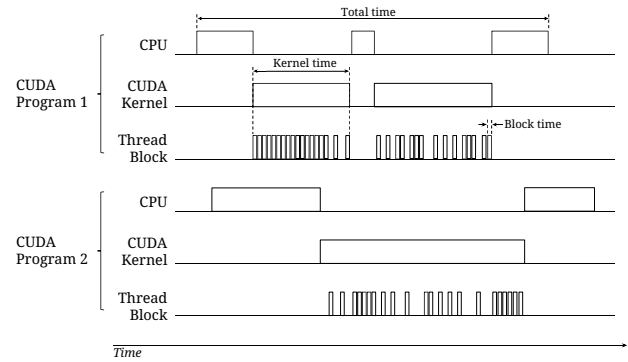 Total time
CPU
Kernel time
CUDA
Program 1
CUDA
Kernel
Block time
Thread
Block
CPU
CUDA
Program 2
CUDA
Kernel
Thread
Block
Time